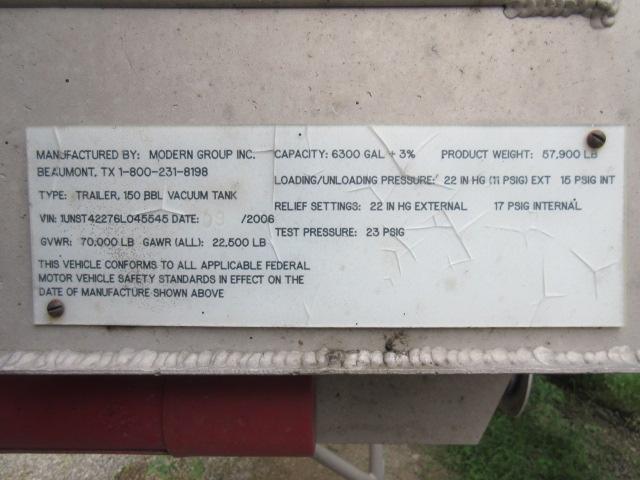 MANUFACTURED BY: MODERN GROUP INC.
BEAUMONT, TX 1-800-231-8198
TYPE: TRAILER, 150 BBL VACUUM TANK
VIN: 1UNST42276L045545 DATE: 09 /2006
GVWR: 70,000 LB GAWR (ALL): 22,500 LB
THIS VEHICLE CONFORMS TO ALL APPLICABLE FEDERAL
MOTOR VEHICLE SAFETY STANDARDS IN EFFECT ON THE
DATE OF MANUFACTURE SHOWN ABOVE
CAPACITY: 6300 GAL + 3% PRODUCT WEIGHT: 57,900 LB
LOADING/UNLOADING PRESSURE: 22 IN HG (11 PSIG) EXT 15 PSIG INT
RELIEF SETTINGS: 22 IN HG EXTERNAL 17 PSIG INTERNAL
TEST PRESSURE: 23 PSIG